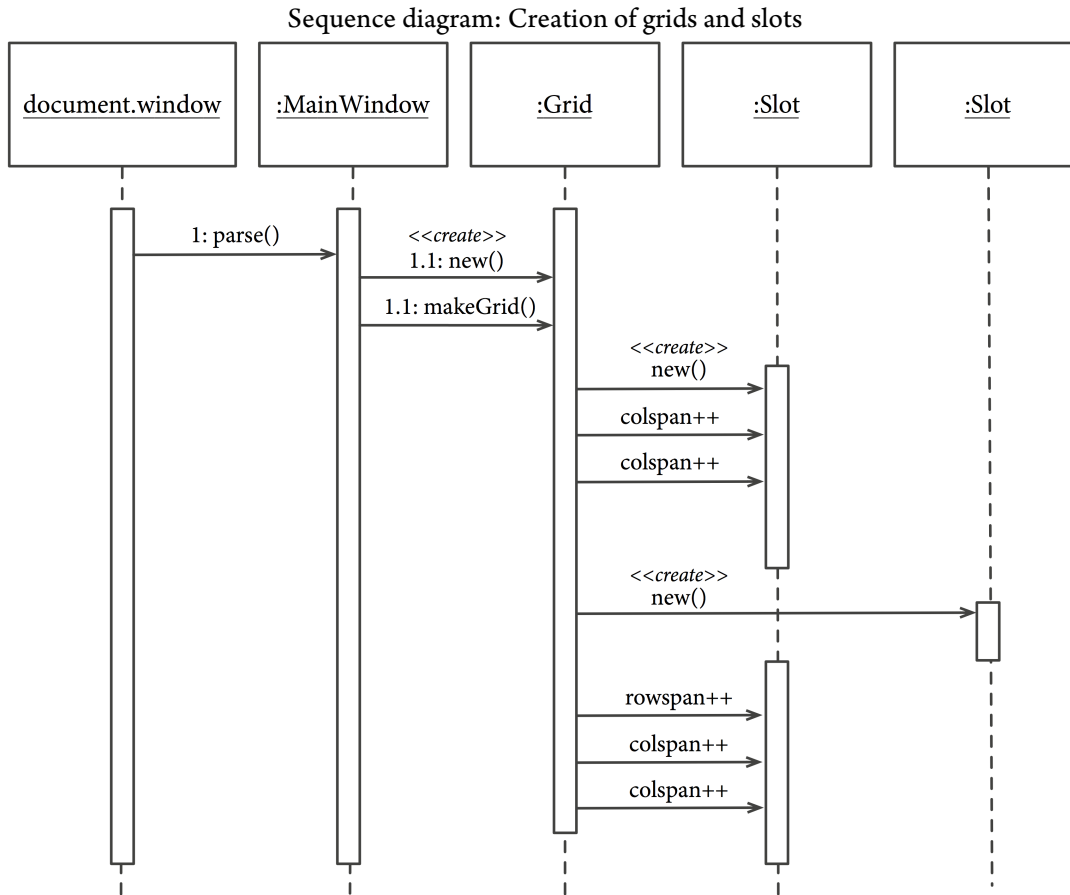 Sequence diagram: Creation of grids and slots
document.window
:MainWindow
:Grid
:Slot
:Slot
1: parse()
<<create>>
1.1: new()
1.1: makeGrid()
<<create>>
new()
colspan++
colspan++
<<create>>
new()
rowspan++
colspan++
colspan++